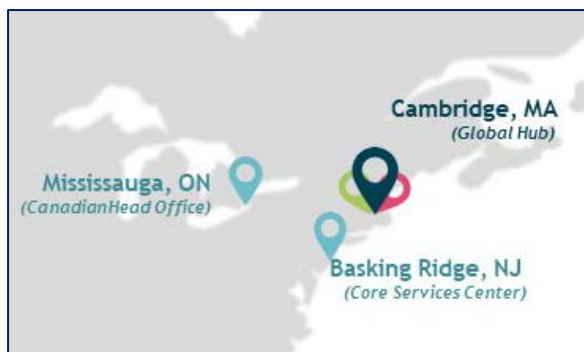 Cambridge, MA
(Global Hub)
Mississauga, ON
(CanadianHead Office)
Basking Ridge, NJ
(Core Services Center)